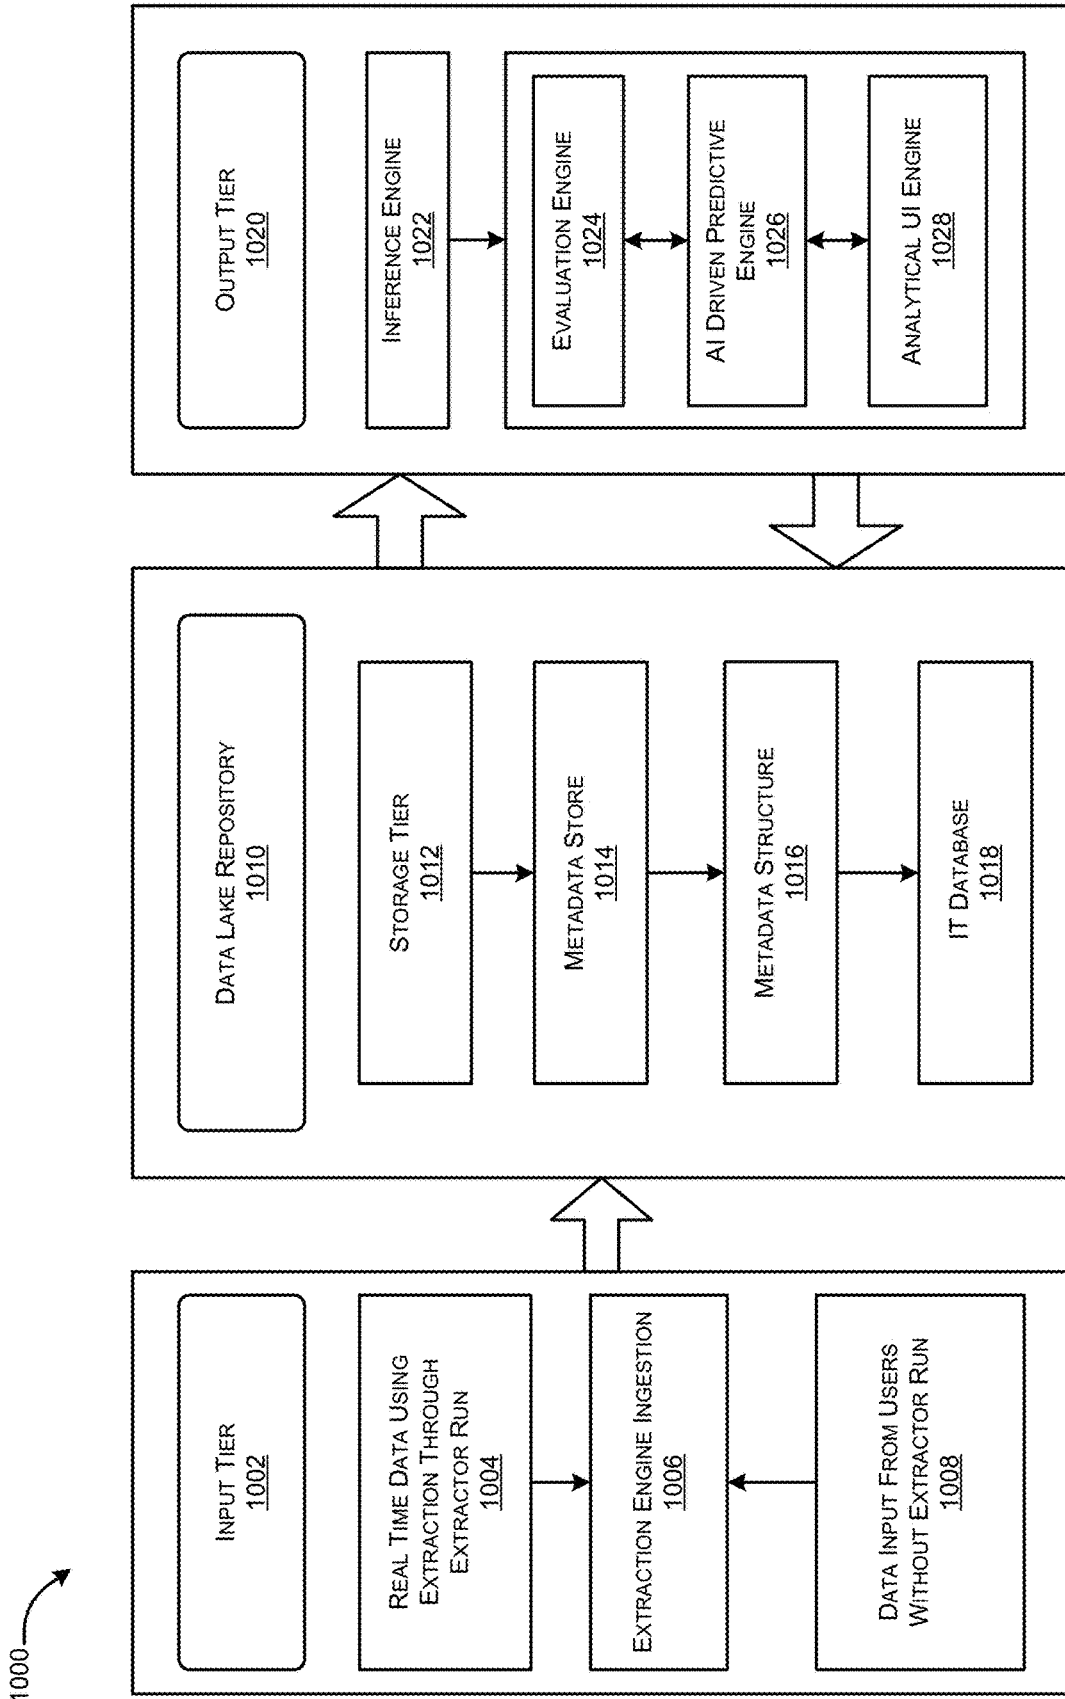 1000
INPUT TIER
1002
REAL TIME DATA USING
EXTRACTION THROUGH
EXTRACTOR RUN
1004
EXTRACTION ENGINE INGESTION
1006
DATA INPUT FROM USERS
WITHOUT EXTRACTOR RUN
1008
DATA LAKE REPOSITORY
1010
STORAGE TIER
1012
METADATA STORE
1014
METADATA STRUCTURE
1016
IT DATABASE
1018
OUTPUT TIER
1020
INFERENCE ENGINE
1022
EVALUATION ENGINE
1024
AI DRIVEN PREDICTIVE
ENGINE
1026
ANALYTICAL UI ENGINE
1028